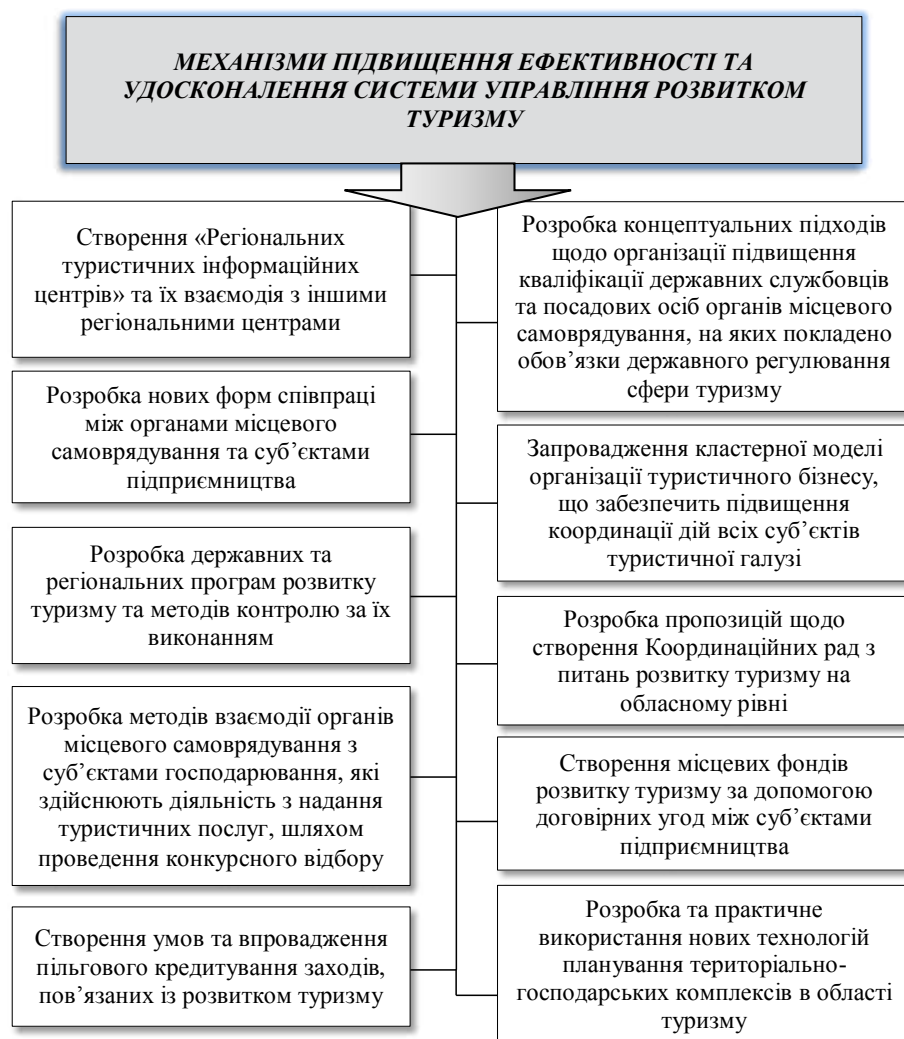 МЕХАНІЗМИ ПІДВИЩЕННЯ ЕФЕКТИВНОСТІ ТА
УДОСКОНАЛЕННЯ СИСТЕМИ УПРАВЛІННЯ РОЗВИТКОМ
ТУРИЗМУ
Створення «Регіональних
туристичних інформаційних
центрів» та їх взаємодія з іншими
регіональними центрами
Розробка нових форм співпраці
між органами місцевого
самоврядування та суб’єктами
підприємництва
Розробка державних та
регіональних програм розвитку
туризму та методів контролю за їх
виконанням
Розробка методів взаємодії органів
місцевого самоврядування з
суб’єктами господарювання, які
здійснюють діяльність з надання
туристичних послуг, шляхом
проведення конкурсного відбору
Створення умов та впровадження
пільгового кредитування заходів,
пов’язаних із розвитком туризму
Розробка концептуальних підходів
щодо організації підвищення
кваліфікації державних службовців
та посадових осіб органів місцевого
самоврядування, на яких покладено
обов’язки державного регулювання
сфери туризму
Запровадження кластерної моделі
організації туристичного бізнесу,
що забезпечить підвищення
координації дій всіх суб’єктів
туристичної галузі
Розробка пропозицій щодо
створення Координаційних рад з
питань розвитку туризму на
обласному рівні
Створення місцевих фондів
розвитку туризму за допомогою
договірних угод між суб’єктами
підприємництва
Розробка та практичне
використання нових технологій
планування територіально-
господарських комплексів в області
туризму